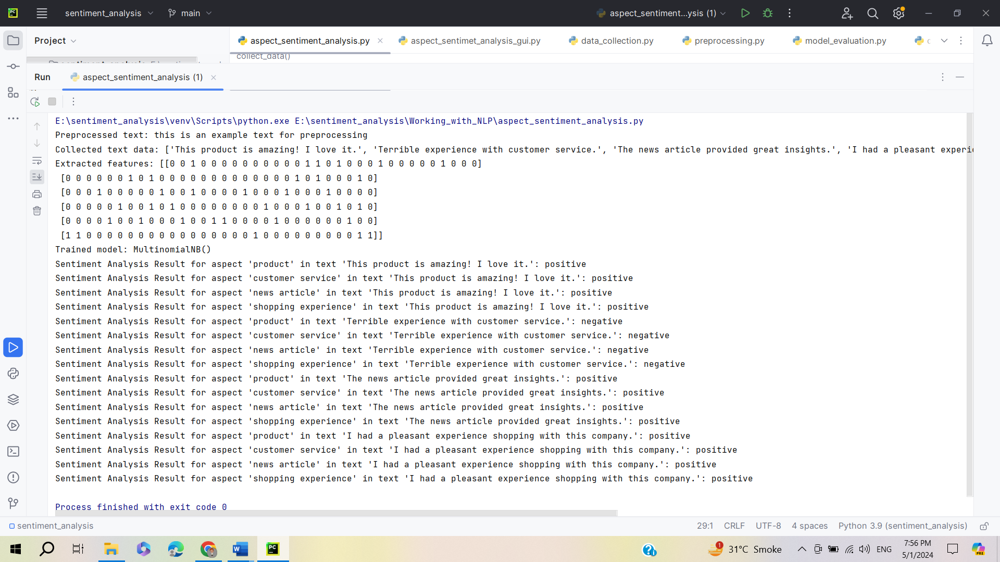 sentiment_analysis
main
aspect_sentiment...ysis (1)
Project
aspect_sentiment_analysis.py
aspect_sentimet_analysis_gui.py
data_collection.py
preprocessing.py
model_evaluation.py
collect_data()
Run
aspect_sentiment_analysis (1)
E:\sentiment_analysis\venv\Scripts\python.exe E:\sentiment_analysis\Working_with_NLP\aspect_sentiment_analysis.py
Preprocessed text: this is an example text for preprocessing
Collected text data: ['This product is amazing! I love it.', 'Terrible experience with customer service.', 'The news article provided great insights.', 'I had a pleasant experie
Extracted features: [[0 0 1 0 0 0 0 0 0 0 0 0 0 1 1 0 1 0 0 0 1 0 0 0 0 0 1 0 0 0]
[0 0 0 0 0 0 1 0 1 0 0 0 0 0 0 0 0 0 0 0 0 0 1 0 1 0 0 0 1 0]
[0 0 0 1 0 0 0 0 0 1 0 0 1 0 0 0 0 1 0 0 0 1 0 0 0 1 0 0 0 0]
[0 0 0 0 0 1 0 0 1 0 1 0 0 0 0 0 0 0 0 1 0 0 0 1 0 0 1 0 1 0]
[0 0 0 0 1 0 0 1 0 0 0 1 0 0 1 1 0 0 0 0 1 0 0 0 0 0 0 1 0 0]
[1 1 0 0 0 0 0 0 0 0 0 0 0 0 0 0 0 0 1 0 0 0 0 0 0 0 0 0 1 1]]
Trained model: MultinomialNB()
Sentiment Analysis Result for aspect 'product' in text 'This product is amazing! I love it.': positive
Sentiment Analysis Result for aspect 'customer service' in text 'This product is amazing! I love it.': positive
Sentiment Analysis Result for aspect 'news article' in text 'This product is amazing! I love it.': positive
Sentiment Analysis Result for aspect 'shopping experience' in text 'This product is amazing! I love it.': positive
Sentiment Analysis Result for aspect 'product' in text 'Terrible experience with customer service.': negative
Sentiment Analysis Result for aspect 'customer service' in text 'Terrible experience with customer service.': negative
Sentiment Analysis Result for aspect 'news article' in text 'Terrible experience with customer service.': negative
Sentiment Analysis Result for aspect 'shopping experience' in text 'Terrible experience with customer service.': negative
Sentiment Analysis Result for aspect 'product' in text 'The news article provided great insights.': positive
Sentiment Analysis Result for aspect 'customer service' in text 'The news article provided great insights.': positive
Sentiment Analysis Result for aspect 'news article' in text 'The news article provided great insights.': positive
Sentiment Analysis Result for aspect 'shopping experience' in text 'The news article provided great insights.': positive
Sentiment Analysis Result for aspect 'product' in text 'I had a pleasant experience shopping with this company.': positive
Sentiment Analysis Result for aspect 'customer service' in text 'I had a pleasant experience shopping with this company.': positive
Sentiment Analysis Result for aspect 'news article' in text 'I had a pleasant experience shopping with this company.': positive
Sentiment Analysis Result for aspect 'shopping experience' in text 'I had a pleasant experience shopping with this company.': positive
Process finished with exit code 0
sentiment_analysis
29:1
CRLF
UTF-8
4 spaces
Python 3.9 (sentiment_analysis)
1
31°C Smoke
ENG
7:56 PM
5/1/2024